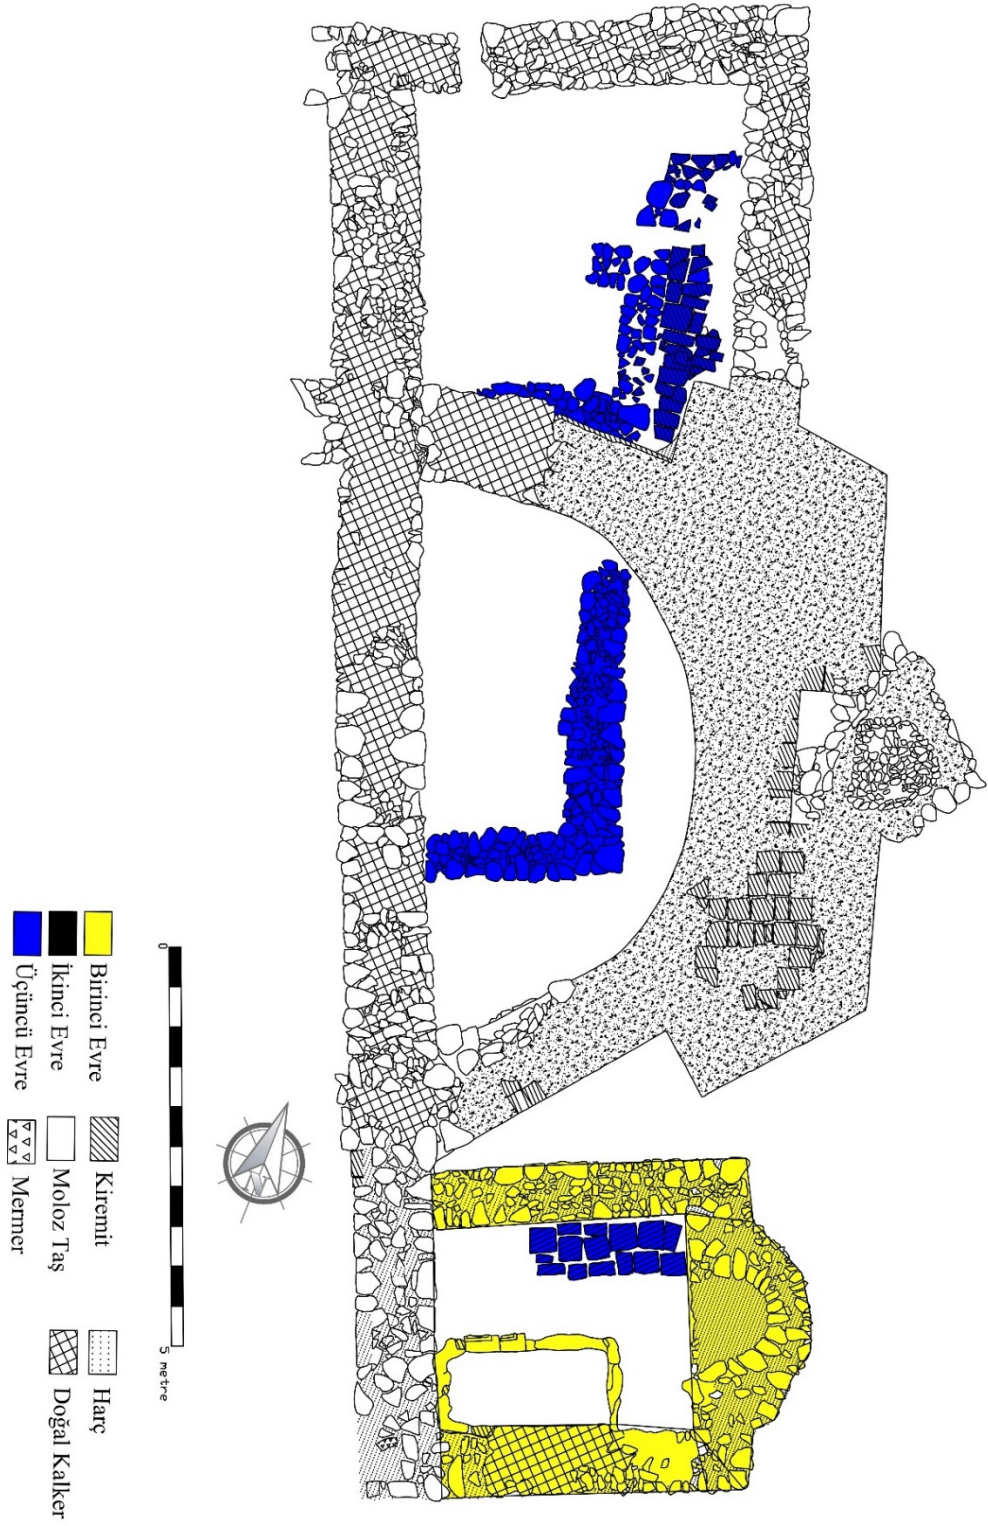 Birinci Evre
İkinci Evre
Üçüncü Evre
Kiremit
Moloz Taş
Mermer
Harç
Doğal Kalker
0
5 metre